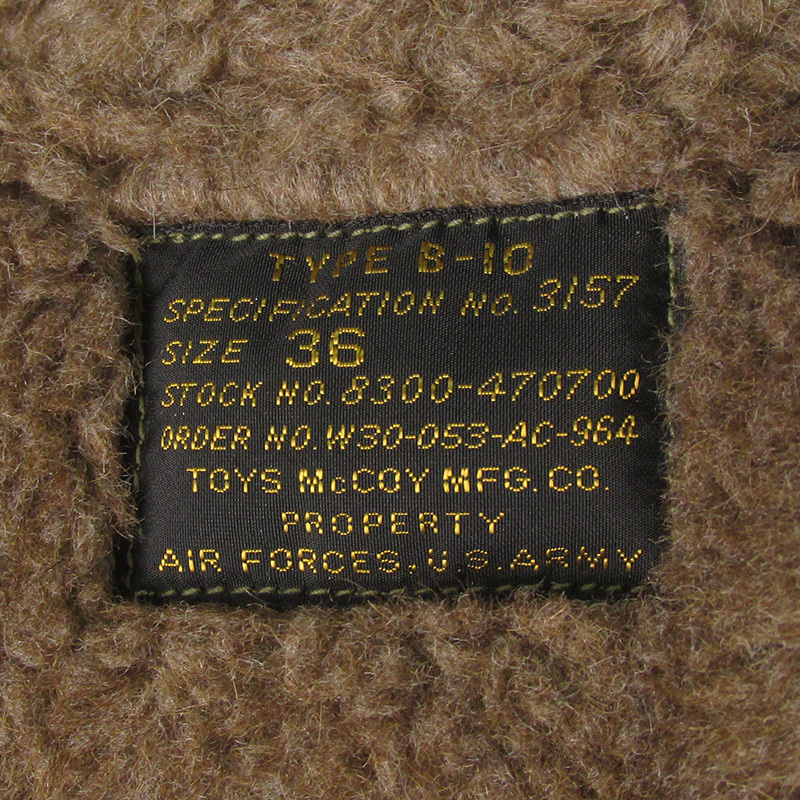 TYPE B-10
SPECIFICATION NO. 3157
SIZE 36
STOCK NO. 8300-470700
ORDER NO. W30-053-AC-964
TOYS McCOY MFG. CO.
PROPERTY
AIR FORCES, U.S. ARMY